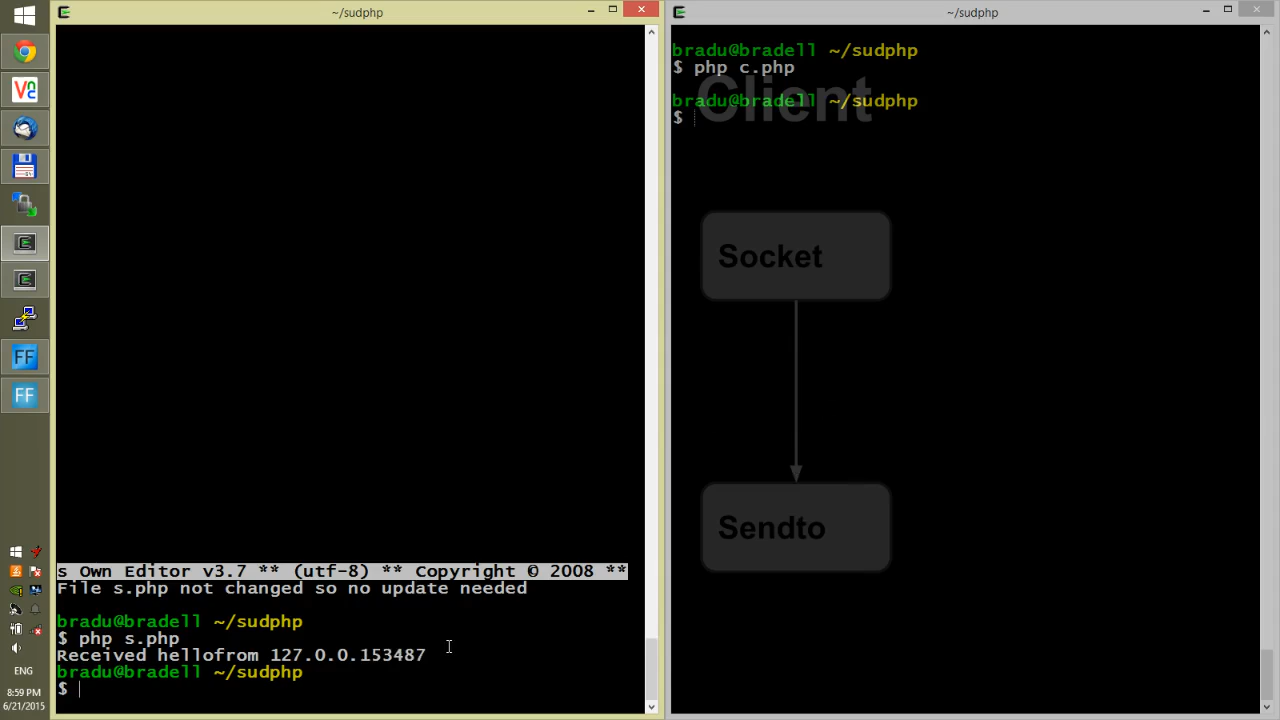 ~/sudphp
s Own Editor v3.7 ** (utf-8) ** Copyright © 2008 **
File s.php not changed so no update needed
bradu@bradell ~/sudphp
$ php s.php
Received hellofrom 127.0.0.153487
bradu@bradell ~/sudphp
$
~/sudphp
bradu@bradell ~/sudphp
$ php c.php
Client
bradu@bradell ~/sudphp
$
Socket
Sendto
FF
FF
ENG
8:59 PM
6/21/2015